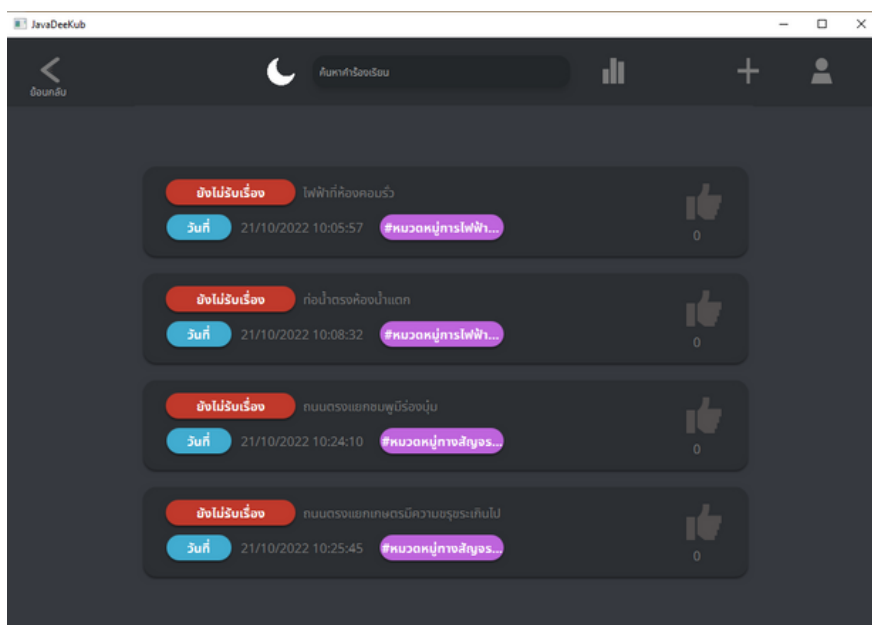 JavaDeeKub
ย้อนกลับ
ค้นหาคำร้องเรียน
ยังไม่รับเรื่อง ไฟฟ้าที่ห้องคอมรั่ว
วันที่ 21/10/2022 10:05:57 #หมวดหมู่การไฟฟ้า...
0
ยังไม่รับเรื่อง ท่อน้ำตรงห้องน้ำแตก
วันที่ 21/10/2022 10:08:32 #หมวดหมู่การไฟฟ้า...
0
ยังไม่รับเรื่อง ถนนตรงแยกชมพูมีร่องนุ่ม
วันที่ 21/10/2022 10:24:10 #หมวดหมู่ทางสัญจร...
0
ยังไม่รับเรื่อง ถนนตรงแยกเกษตรมีความขรุขระเกินไป
วันที่ 21/10/2022 10:25:45 #หมวดหมู่ทางสัญจร...
0